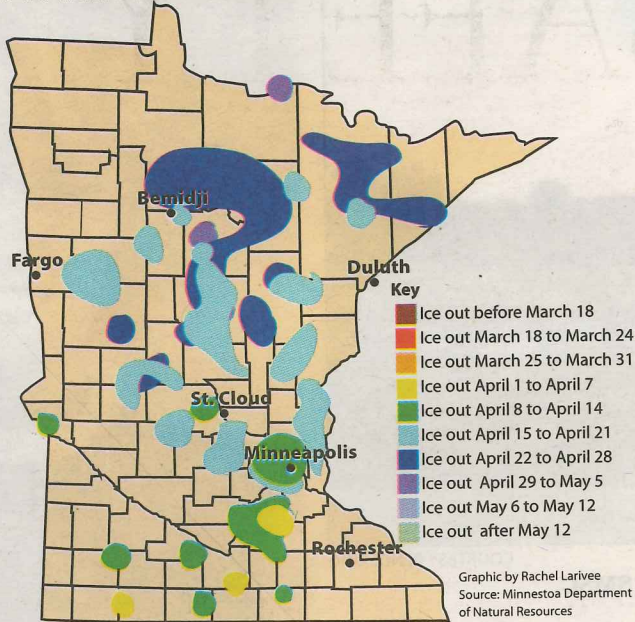 Bemidji
Fargo
Duluth
Key
Ice out before March 18
Ice out March 18 to March 24
Ice out March 25 to March 31
Ice out April 1 to April 7
Ice out April 8 to April 14
Ice out April 15 to April 21
Ice out April 22 to April 28
Ice out April 29 to May 5
Ice out May 6 to May 12
Ice out after May 12
St. Cloud
Minneapolis
Rochester
Graphic by Rachel Larivee
Source: Minnestoa Department
of Natural Resources